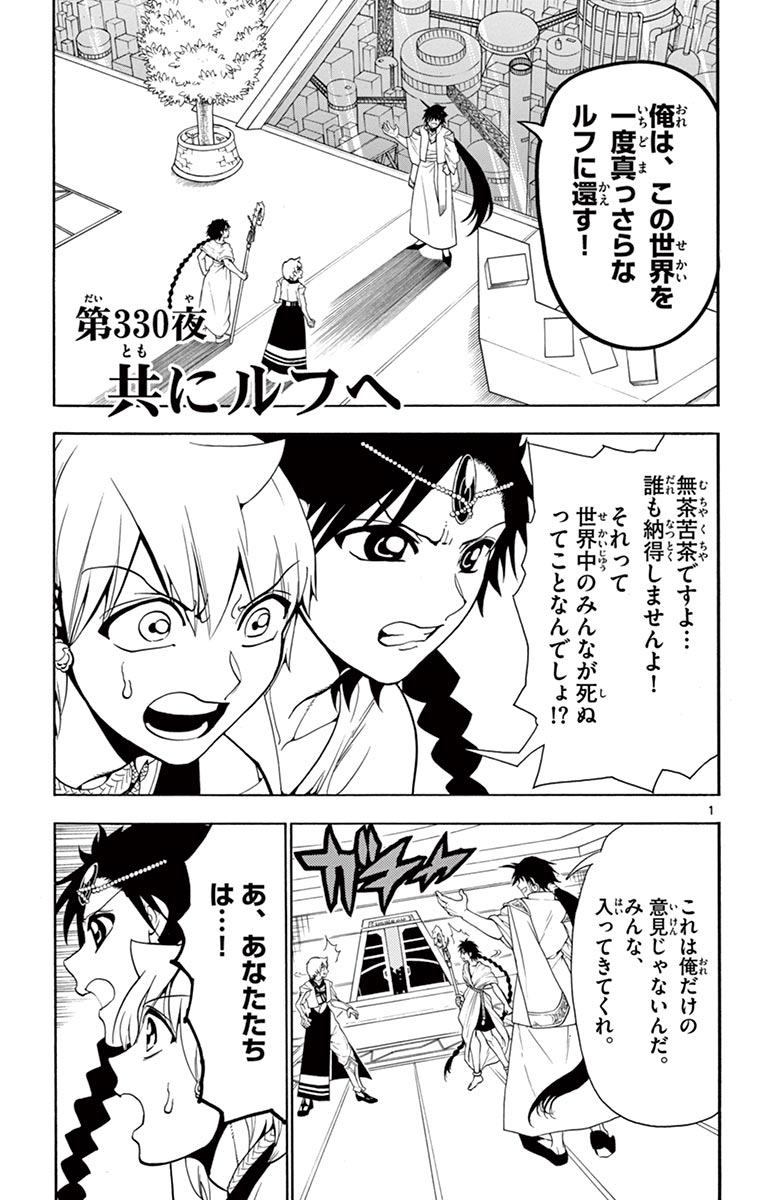 俺は、この世界を
一度真っさらな
ルフに還す！
第330夜
共にルフへ
無茶苦茶ですよ…
誰も納得しませんよ！
それって
世界中のみんなが死ぬ
ってことなんでしょ!?
1
これは俺だけの
意見じゃないんだ。
みんな、
入ってきてくれ。
ガチャッ
あ、あなたたち
は…！